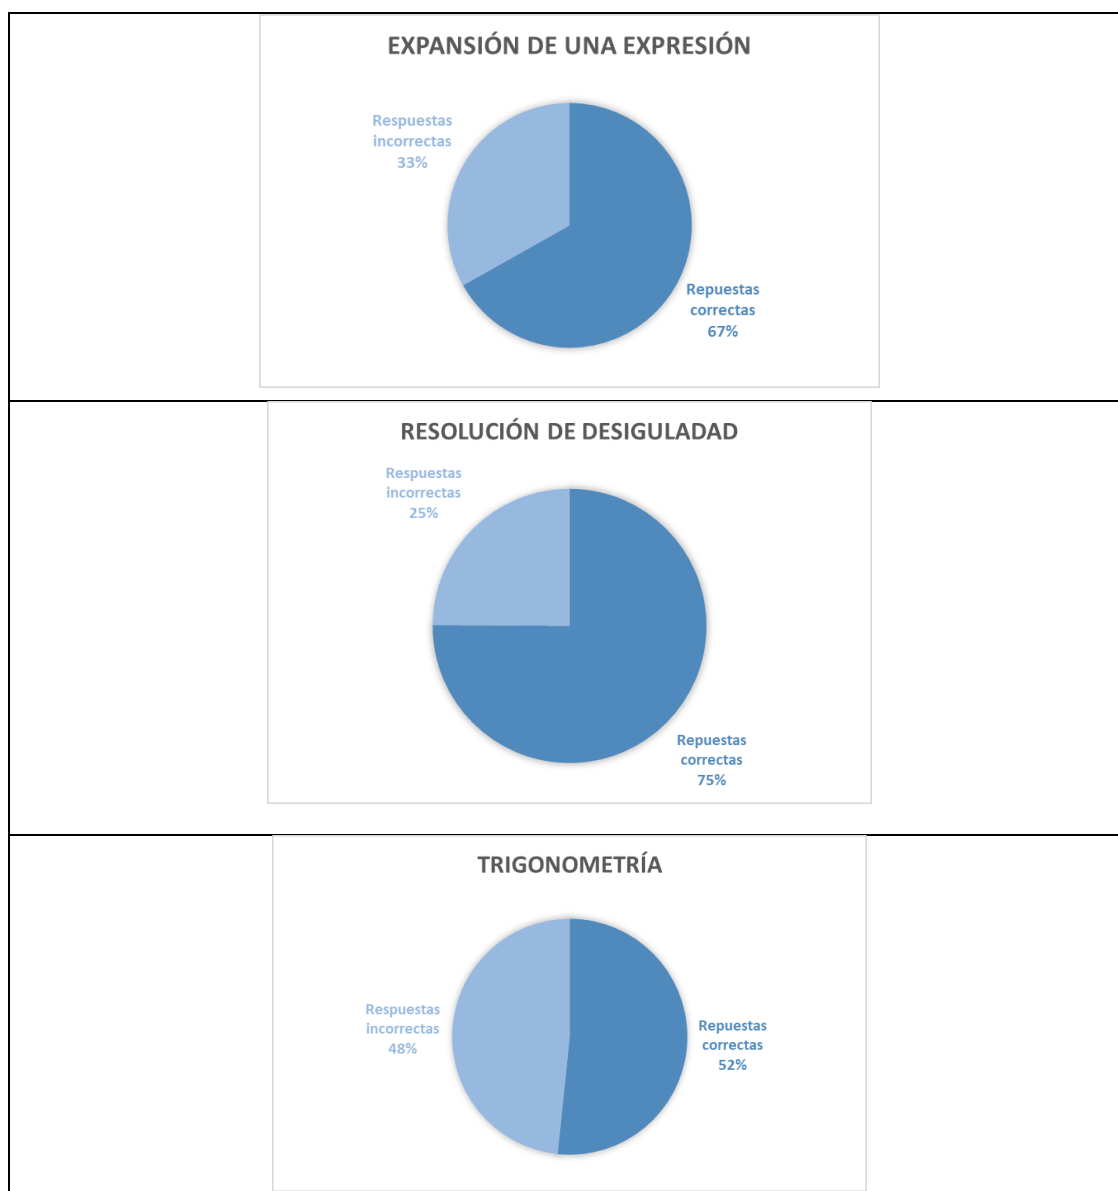 EXPANSIÓN DE UNA EXPRESIÓN
Respuestas
incorrectas
33%
Repuestas
correctas
67%
RESOLUCIÓN DE DESIGULADAD
Respuestas
incorrectas
25%
Repuestas
correctas
75%
TRIGONOMETRÍA
Respuestas
incorrectas
48%
Repuestas
correctas
52%